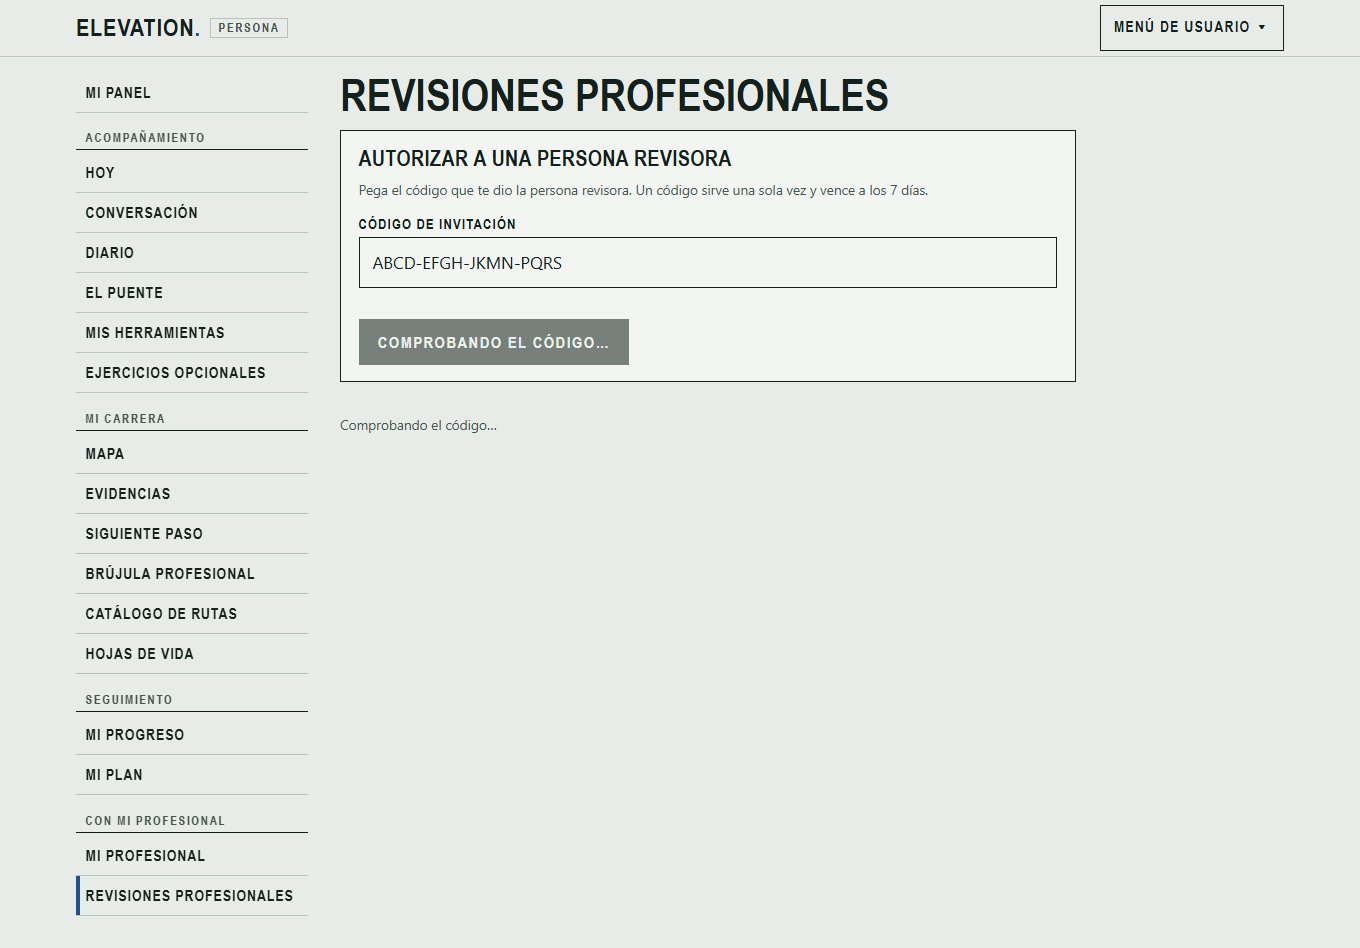 ELEVATION.
PERSONA
MENÚ DE USUARIO
MI PANEL
ACOMPAÑAMIENTO
HOY
CONVERSACIÓN
DIARIO
EL PUENTE
MIS HERRAMIENTAS
EJERCICIOS OPCIONALES
MI CARRERA
MAPA
EVIDENCIAS
SIGUIENTE PASO
BRÚJULA PROFESIONAL
CATÁLOGO DE RUTAS
HOJAS DE VIDA
SEGUIMIENTO
MI PROGRESO
MI PLAN
CON MI PROFESIONAL
MI PROFESIONAL
REVISIONES PROFESIONALES
REVISIONES PROFESIONALES
AUTORIZAR A UNA PERSONA REVISORA
Pega el código que te dio la persona revisora. Un código sirve una sola vez y vence a los 7 días.
CÓDIGO DE INVITACIÓN
ABCD-EFGH-JKMN-PQRS
COMPROBANDO EL CÓDIGO…
Comprobando el código…